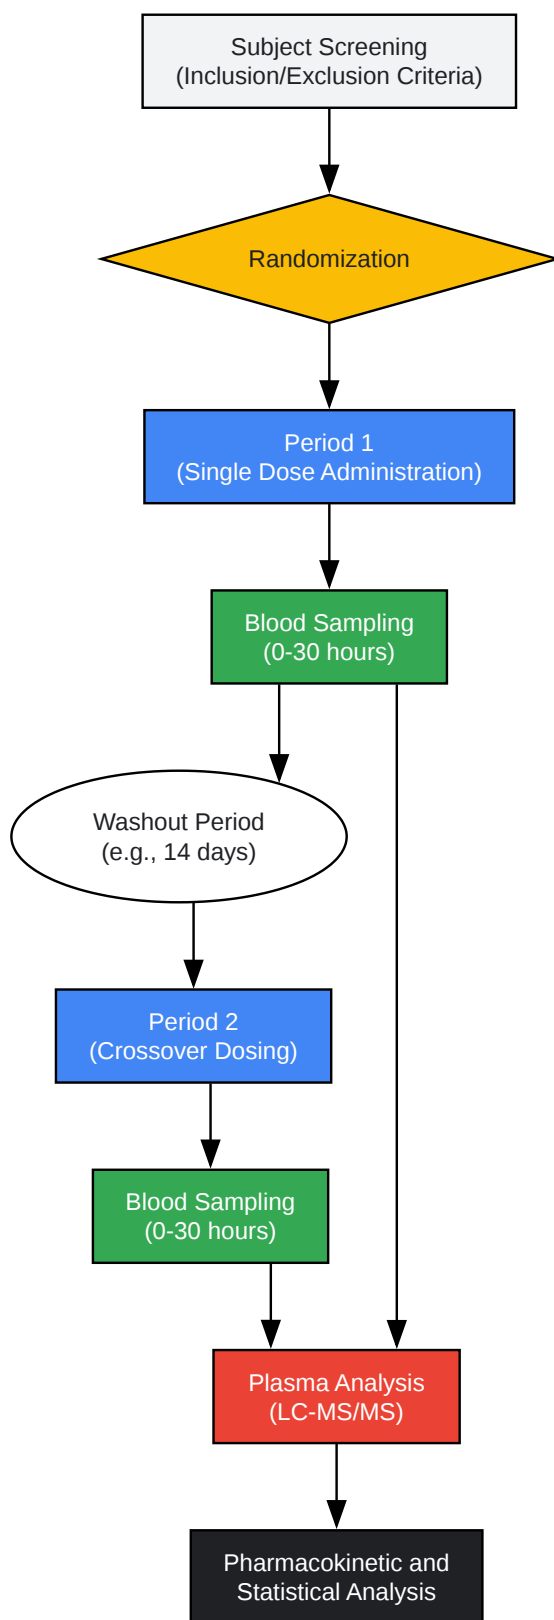 Subject Screening
(Inclusion/Exclusion Criteria)
Randomization
Period 1
(Single Dose Administration)
Blood Sampling
(0-30 hours)
Washout Period
(e.g., 14 days)
Period 2
(Crossover Dosing)
Blood Sampling
(0-30 hours)
Plasma Analysis
(LC-MS/MS)
Pharmacokinetic and
Statistical Analysis